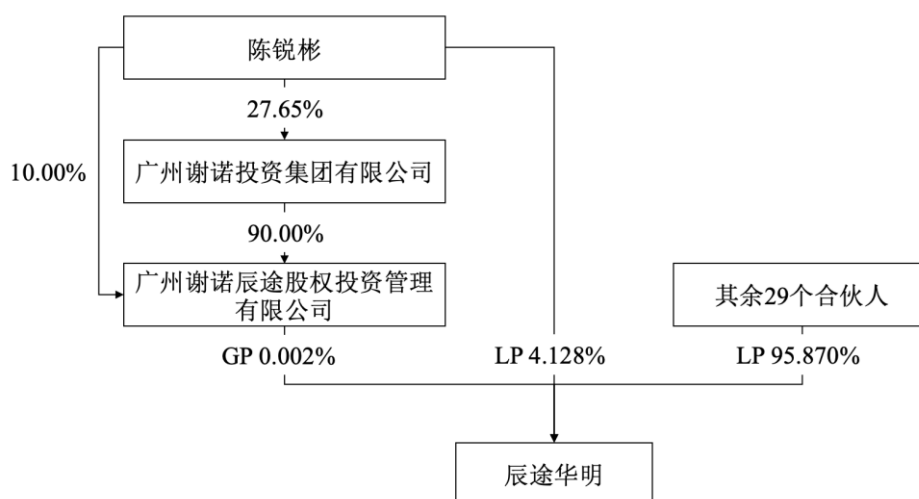 陈锐彬
27.65%
10.00%
广州谢诺投资集团有限公司
90.00%
广州谢诺辰途股权投资管理
有限公司
其余29个合伙人
GP 0.002%
LP 4.128%
LP 95.870%
辰途华明